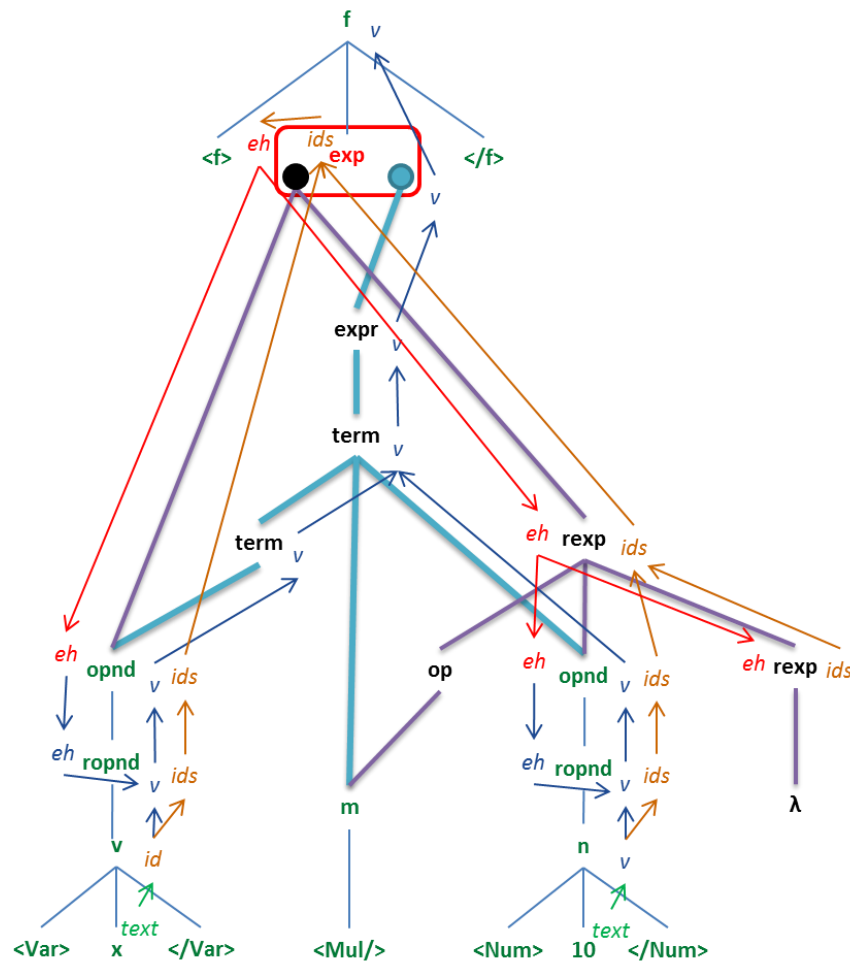 f v
<f> eh ids exp </f>
v
expr v
term v
term v eh rexp ids
eh opnd v ids op eh opnd v ids eh rexp ids
eh ropnd v ids eh ropnd v ids
m λ
v id n v
text text
<Var> x </Var> <Mul/> <Num> 10 </Num>